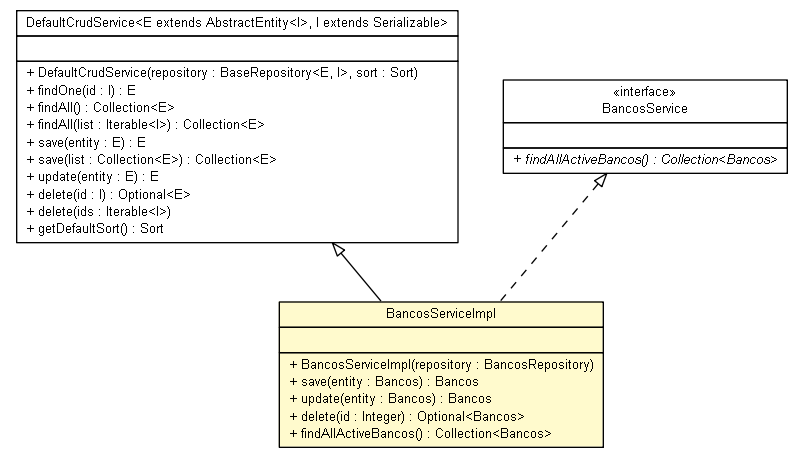 DefaultCrudService<E extends AbstractEntity<I>, I extends Serializable>
+ DefaultCrudService(repository : BaseRepository<E, I>, sort : Sort)
+ findOne(id : I) : E
+ findAll() : Collection<E>
+ findAll(list : Iterable<I>) : Collection<E>
+ save(entity : E) : E
+ save(list : Collection<E>) : Collection<E>
+ update(entity : E) : E
+ delete(id : I) : Optional<E>
+ delete(ids : Iterable<I>)
+ getDefaultSort() : Sort
«interface»
BancosService
+ findAllActiveBancos() : Collection<Bancos>
BancosServiceImpl
+ BancosServiceImpl(repository : BancosRepository)
+ save(entity : Bancos) : Bancos
+ update(entity : Bancos) : Bancos
+ delete(id : Integer) : Optional<Bancos>
+ findAllActiveBancos() : Collection<Bancos>